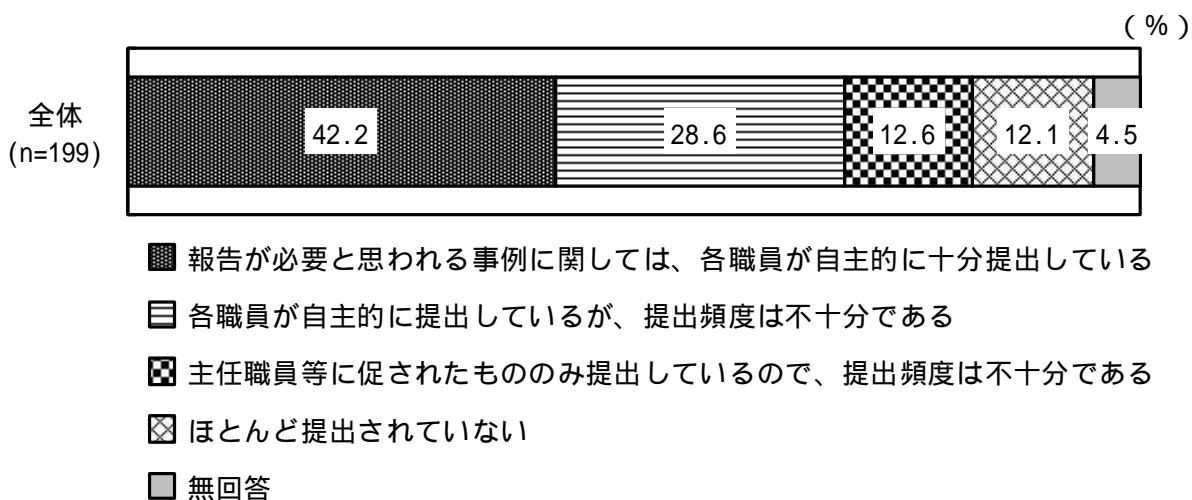 (%)
全体
(n=199)
42.2 28.6 12.6 12.1 4.5
報告が必要と思われる事例に関しては、各職員が自主的に十分提出している
各職員が自主的に提出しているが、提出頻度は不十分である
主任職員等に促されたもののみ提出しているので、提出頻度は不十分である
ほとんど提出されていない
無回答